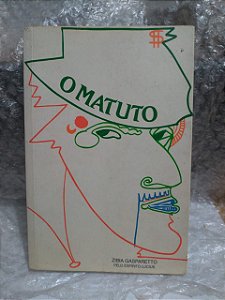 $
O MATUTO
ZIBIA GASPARETTO
PELO ESPÍRITO LUCIUS